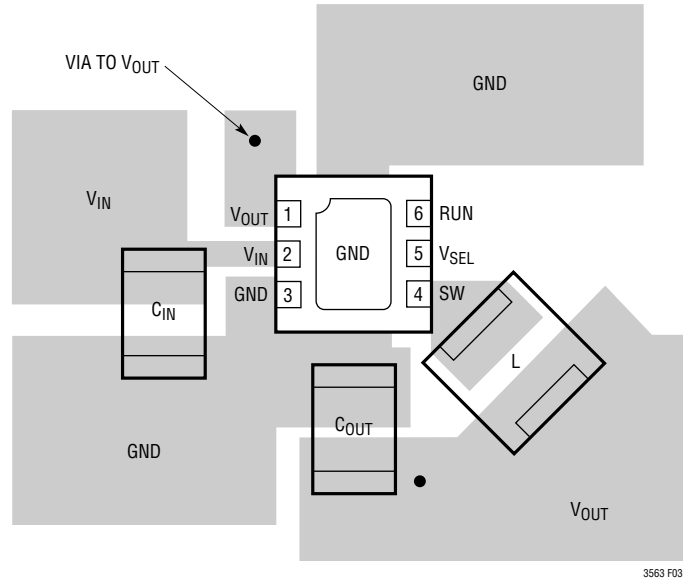 VIA TO VOUT
GND
VIN
VOUT 1 6 RUN
VIN 2 GND 5 VSEL
GND 3 4 SW
CIN
L
COUT
GND
VOUT
3563 F03